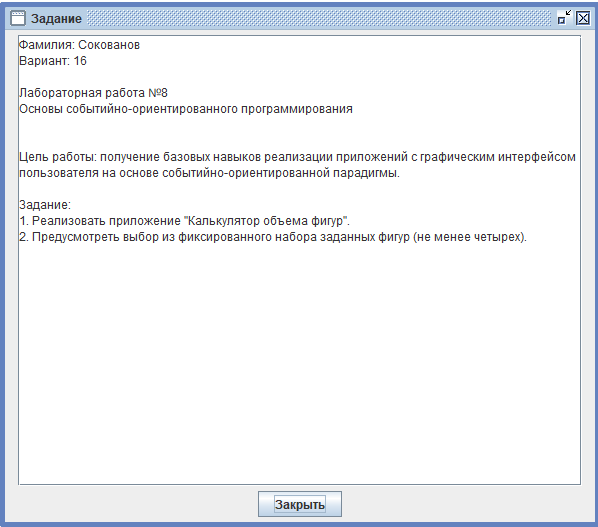 Задание
Фамилия: Сокованов
Вариант: 16
Лабораторная работа №8
Основы событийно-ориентированного программирования
Цель работы: получение базовых навыков реализации приложений с графическим интерфейсом
пользователя на основе событийно-ориентированной парадигмы.
Задание:
1. Реализовать приложение "Калькулятор объема фигур".
2. Предусмотреть выбор из фиксированного набора заданных фигур (не менее четырех).
Закрыть